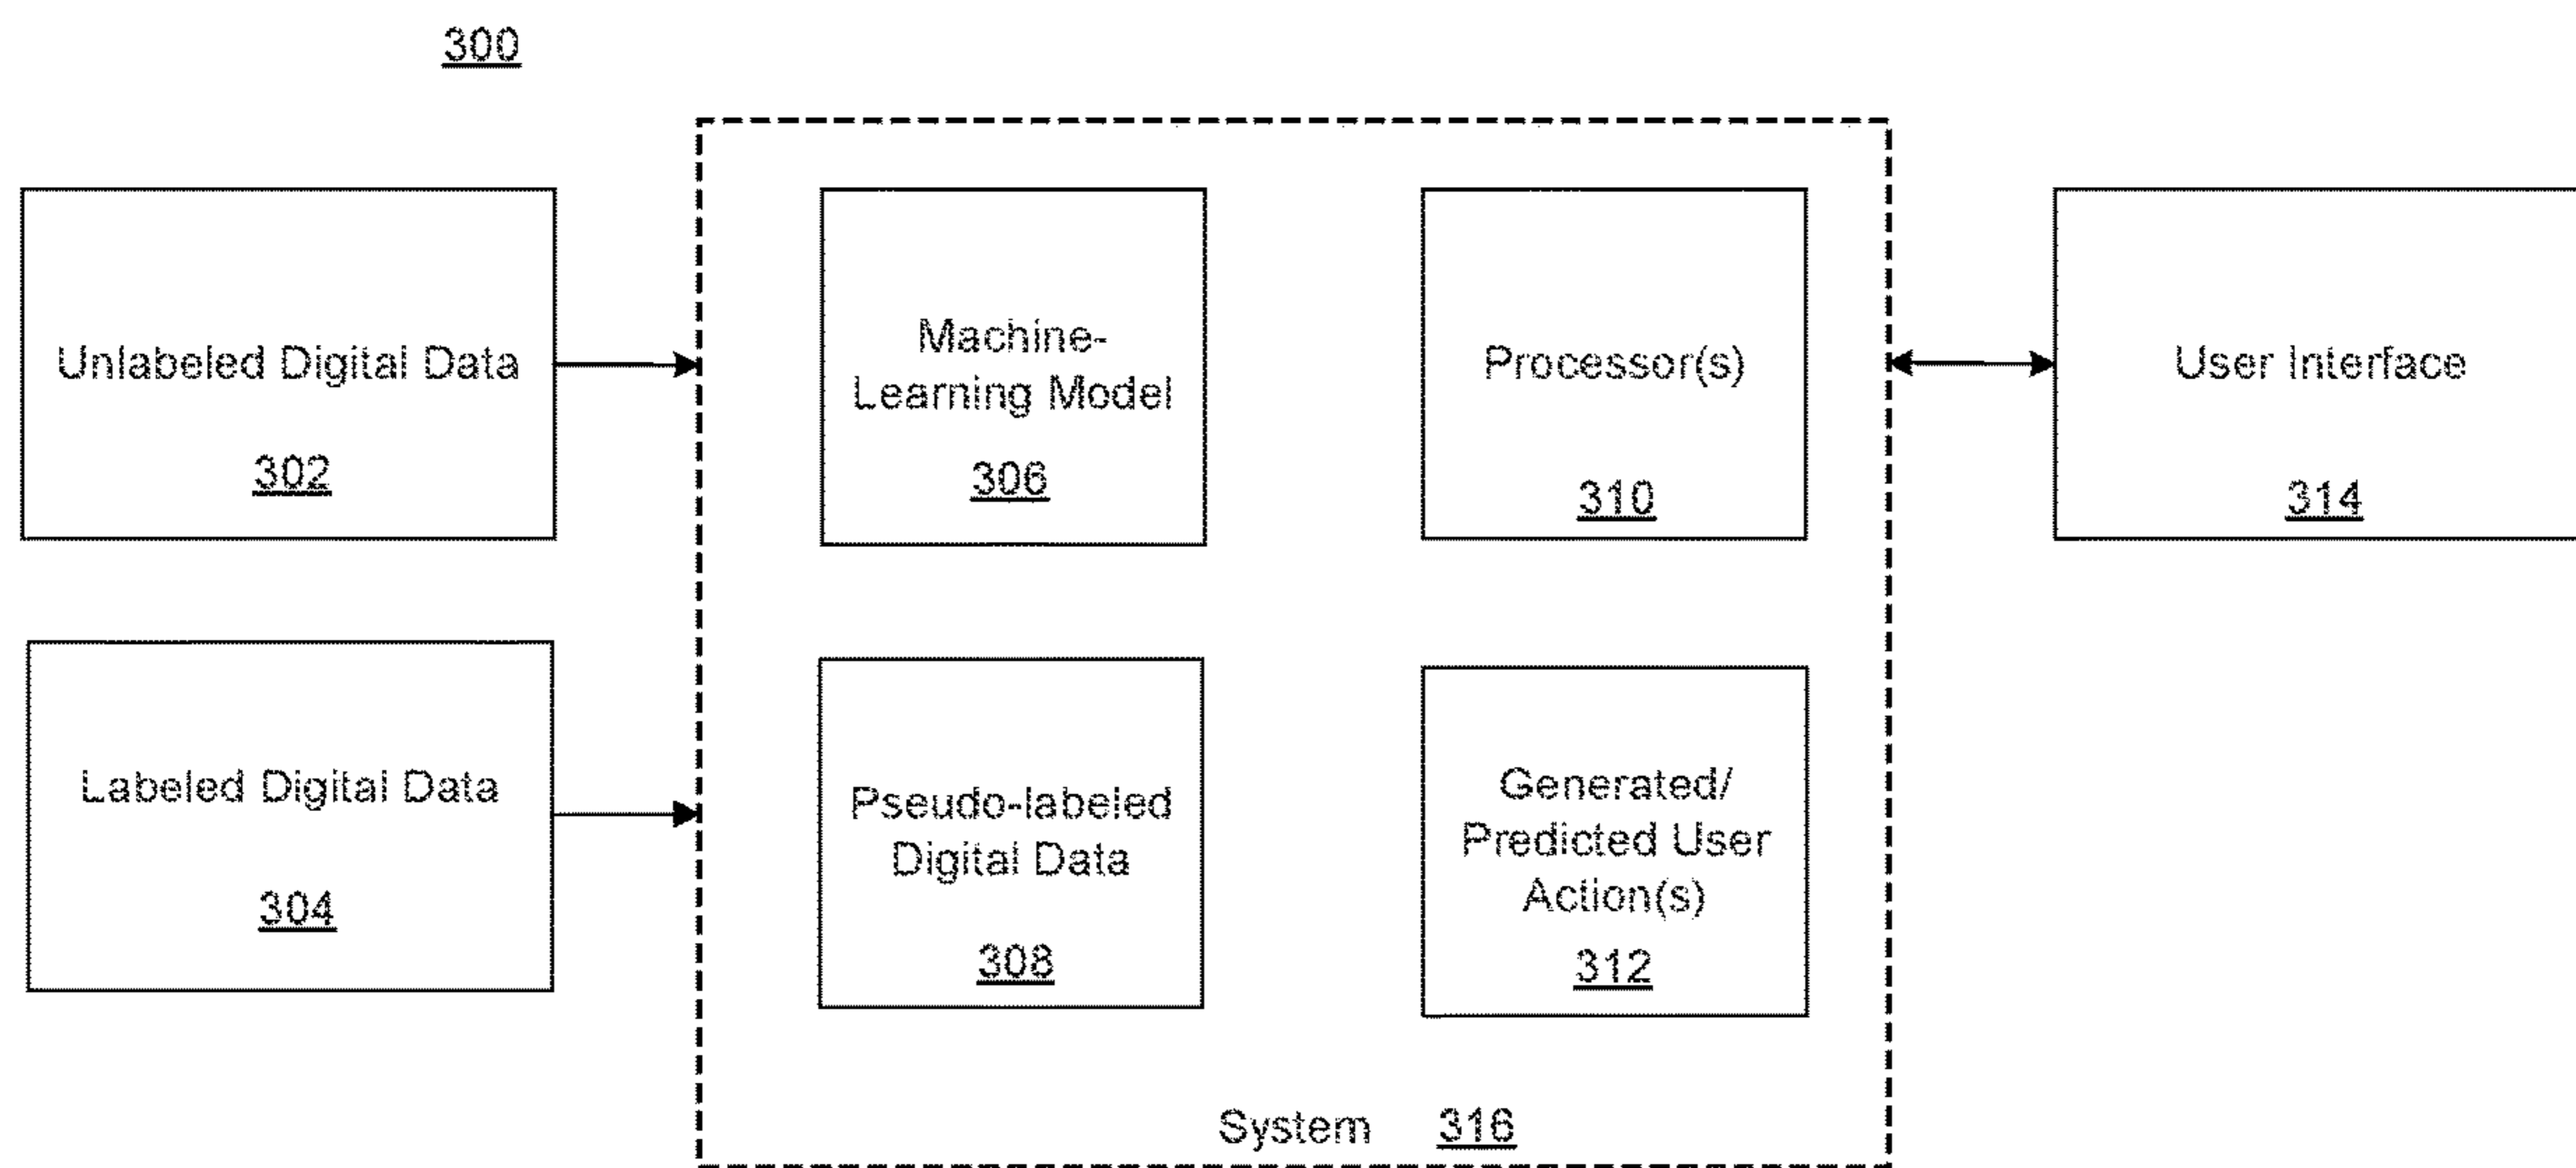 300
Unlabeled Digital Data
302
Labeled Digital Data
304
Machine-
Learning Model
306
Processor(s)
310
Pseudo-labeled
Digital Data
308
Generated/
Predicted User
Action(s)
312
System 316
User Interface
314